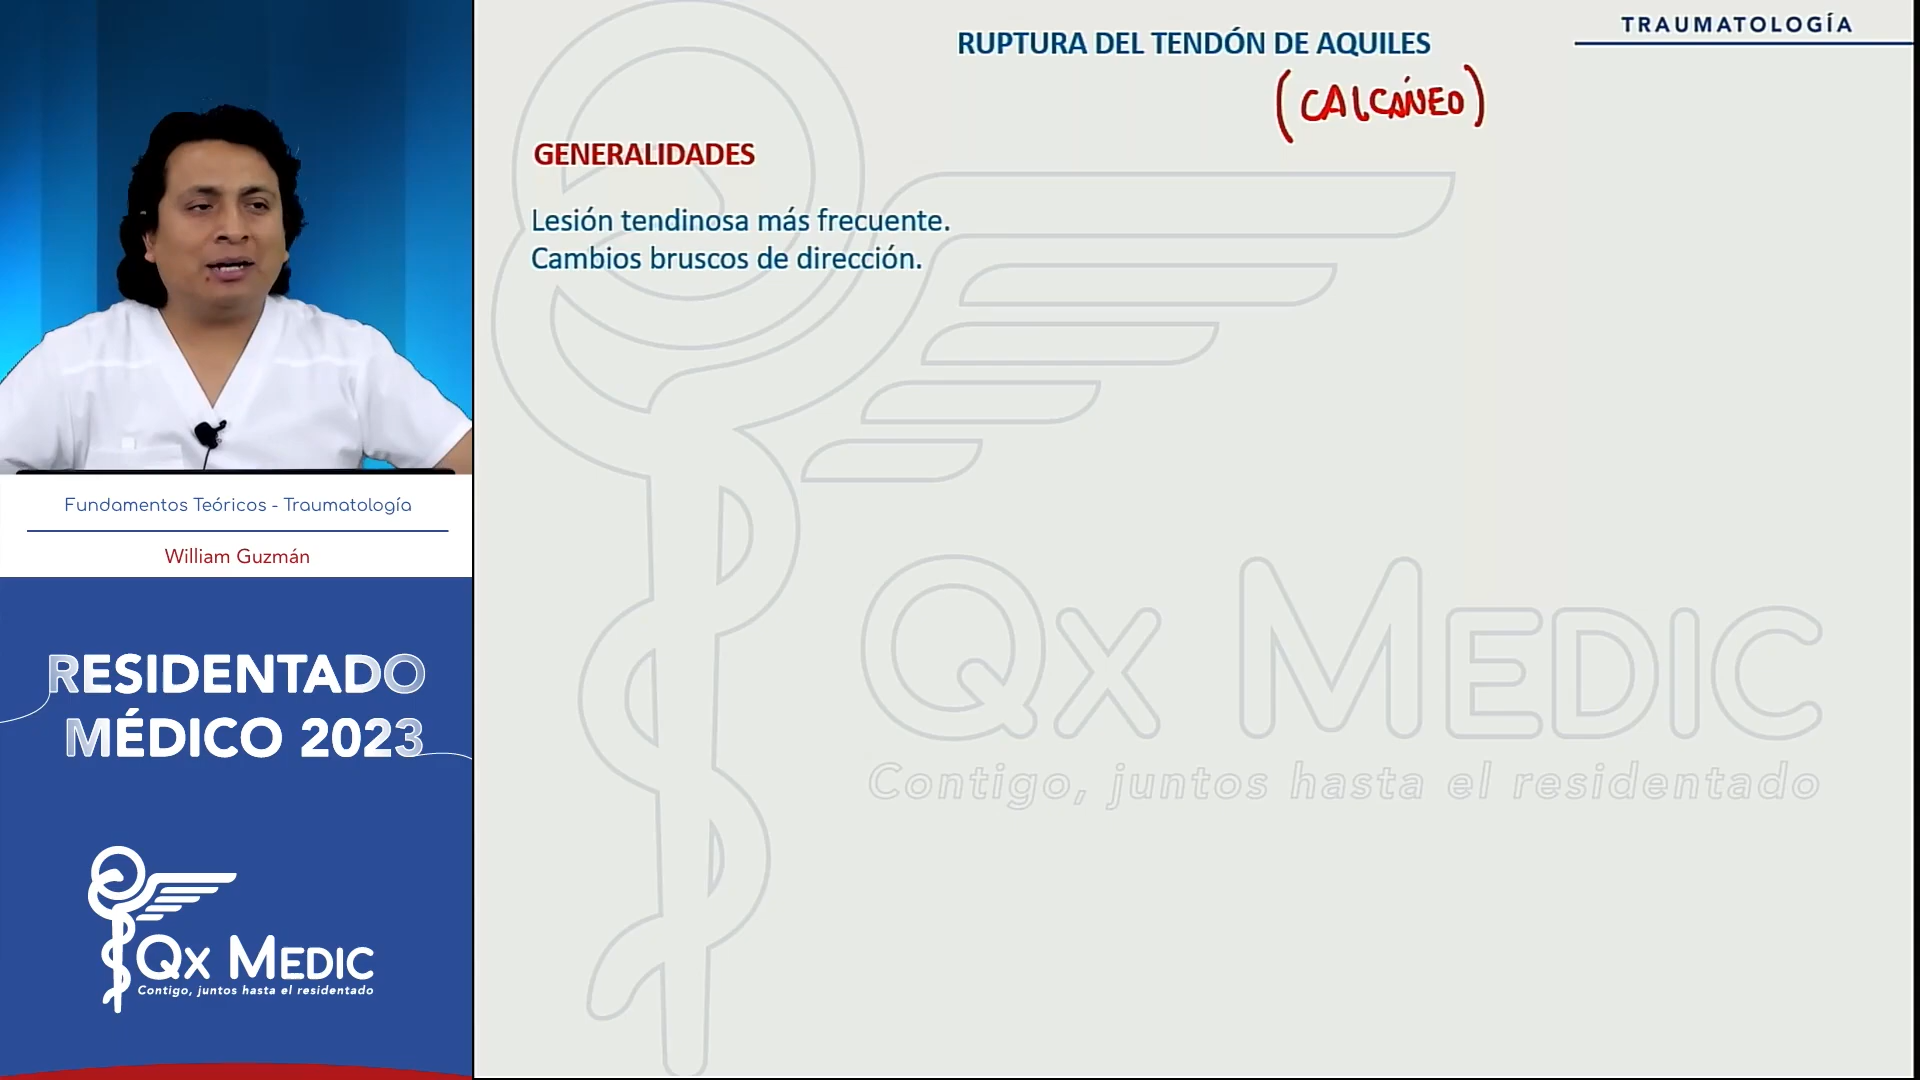 TRAUMATOLOGÍA
RUPTURA DEL TENDÓN DE AQUILES
(CALCÁNEO)
GENERALIDADES
Lesión tendinosa más frecuente.
Cambios bruscos de dirección.
Fundamentos Teóricos - Traumatología
William Guzmán
RESIDENTADO
MÉDICO 2023
QX MEDIC
Contigo, juntos hasta el residentado
QX MEDIC
Contigo, juntos hasta el residentado